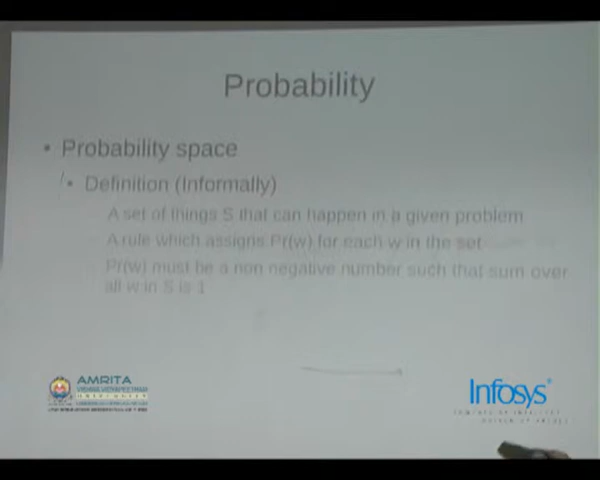 Probability
• Probability space
• Definition (Informally)
A set of things S that can happen in a given problem
A rule which assigns Pr(w) for each w in the set
Pr(w) must be a non negative number such that sum over
all w in S is 1
AMRITA
Infosys